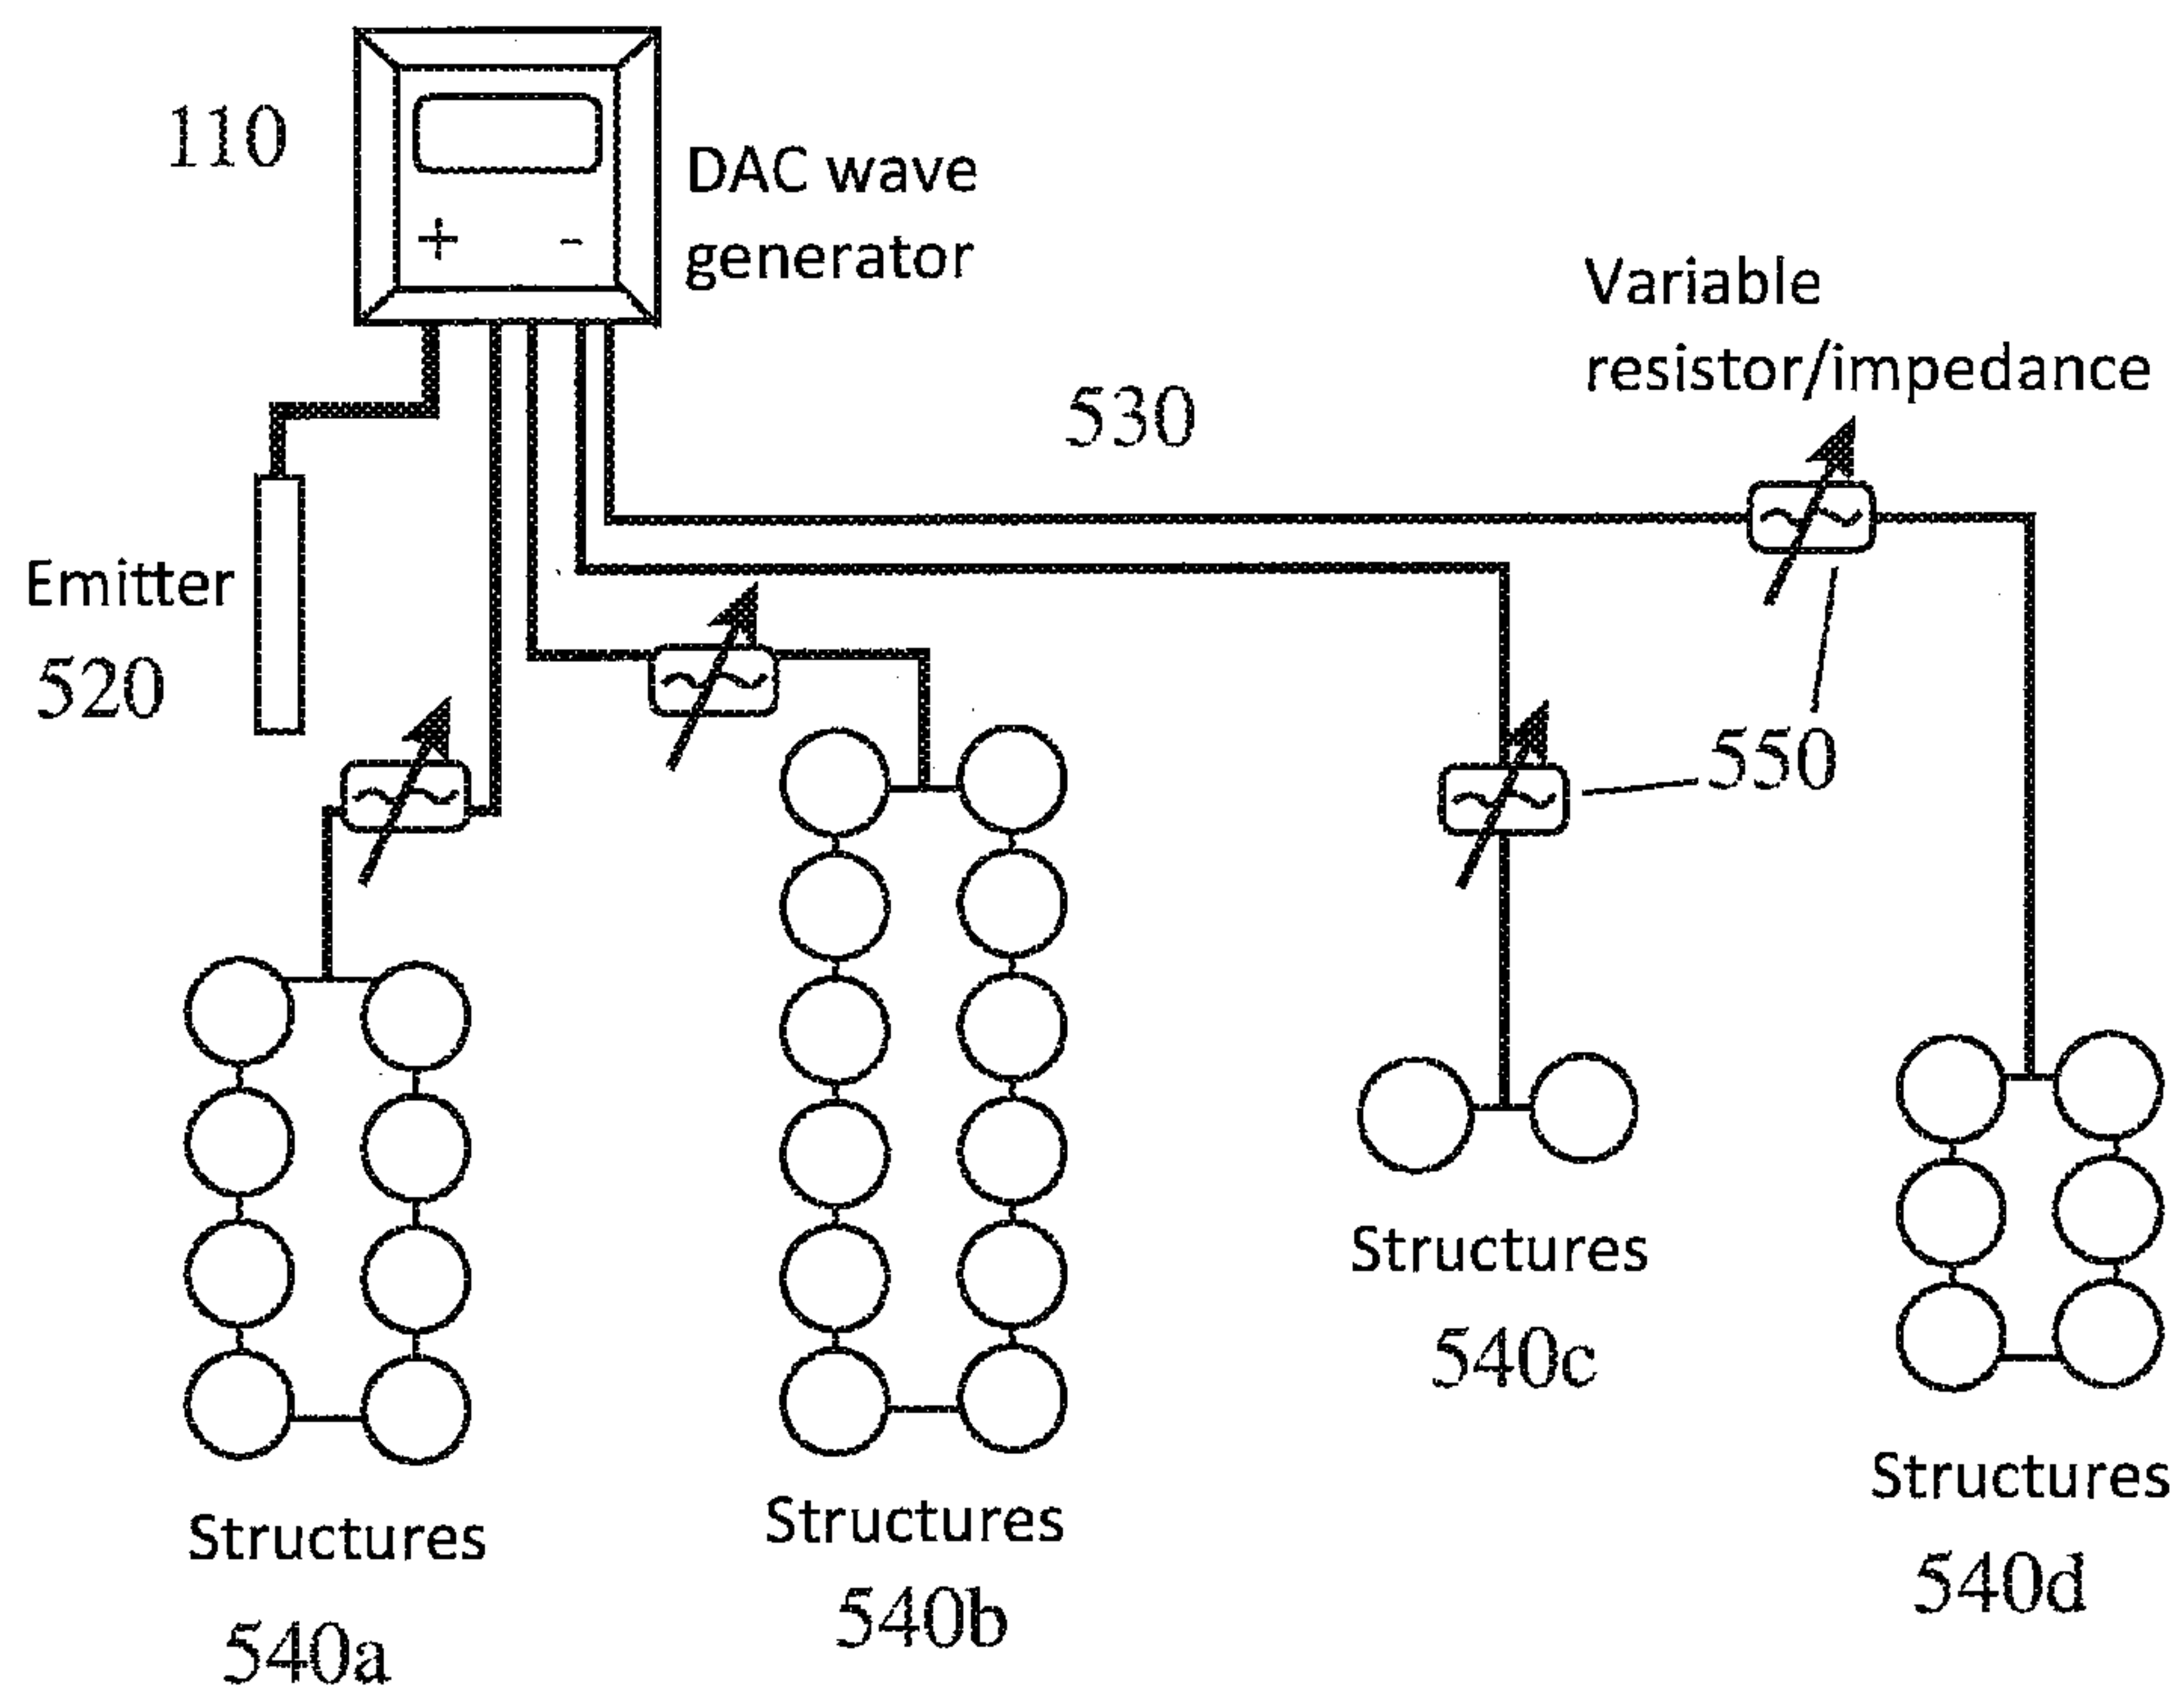 110
DAC wave
generator
+ -
Variable
resistor/impedance
530
Emitter
520
550
Structures
540a
Structures
540b
Structures
540c
Structures
540d